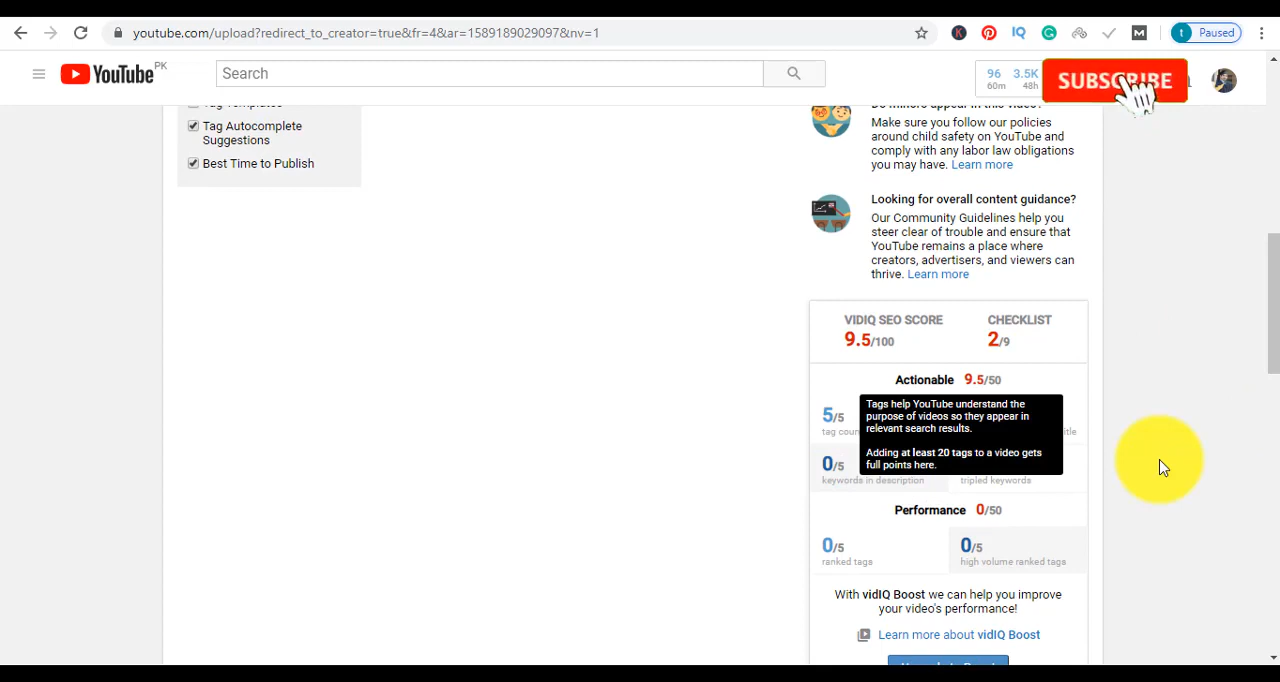 youtube.com/upload?redirect_to_creator=true&fr=4&ar=1589189029097&nv=1
Paused
YouTube PK
Search
96 3.5K
60m 48h
SUBSCRIBE
Tag Templates
Tag Autocomplete
Suggestions
Best Time to Publish
Do minors appear in this video?
Make sure you follow our policies
around child safety on YouTube and
comply with any labor law obligations
you may have. Learn more
Looking for overall content guidance?
Our Community Guidelines help you
steer clear of trouble and ensure that
YouTube remains a place where
creators, advertisers, and viewers can
thrive. Learn more
VIDIQ SEO SCORE
9.5/100
CHECKLIST
2/9
Actionable 9.5/50
5/5
Tags help YouTube understand the
purpose of videos so they appear in
relevant search results.
Adding at least 20 tags to a video gets
full points here.
0/5
keywords in description
tripled keywords
Performance 0/50
0/5
ranked tags
0/5
high volume ranked tags
With vidIQ Boost we can help you improve
your video's performance!
Learn more about vidIQ Boost